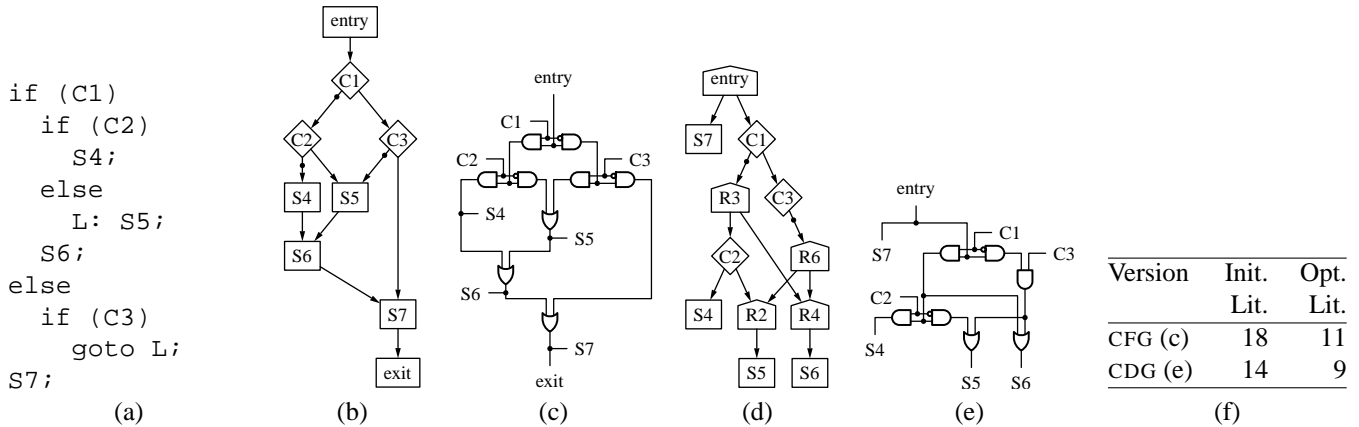 if (C1)
if (C2)
S4;
else
L: S5;
S6;
else
if (C3)
goto L;
S7;
(a)
entry
C1
C2
C3
S4
S5
S6
S7
exit
(b)
entry
C1
C2
C3
S4
S5
S6
S7
exit
(c)
entry
S7
C1
R3
C3
C2
R6
S4
R2
R4
S5
S6
(d)
entry
C1
S7
C3
C2
S4
S5
S6
(e)
Version Init. Opt.
Lit. Lit.
CFG (c) 18 11
CDG (e) 14 9
(f)